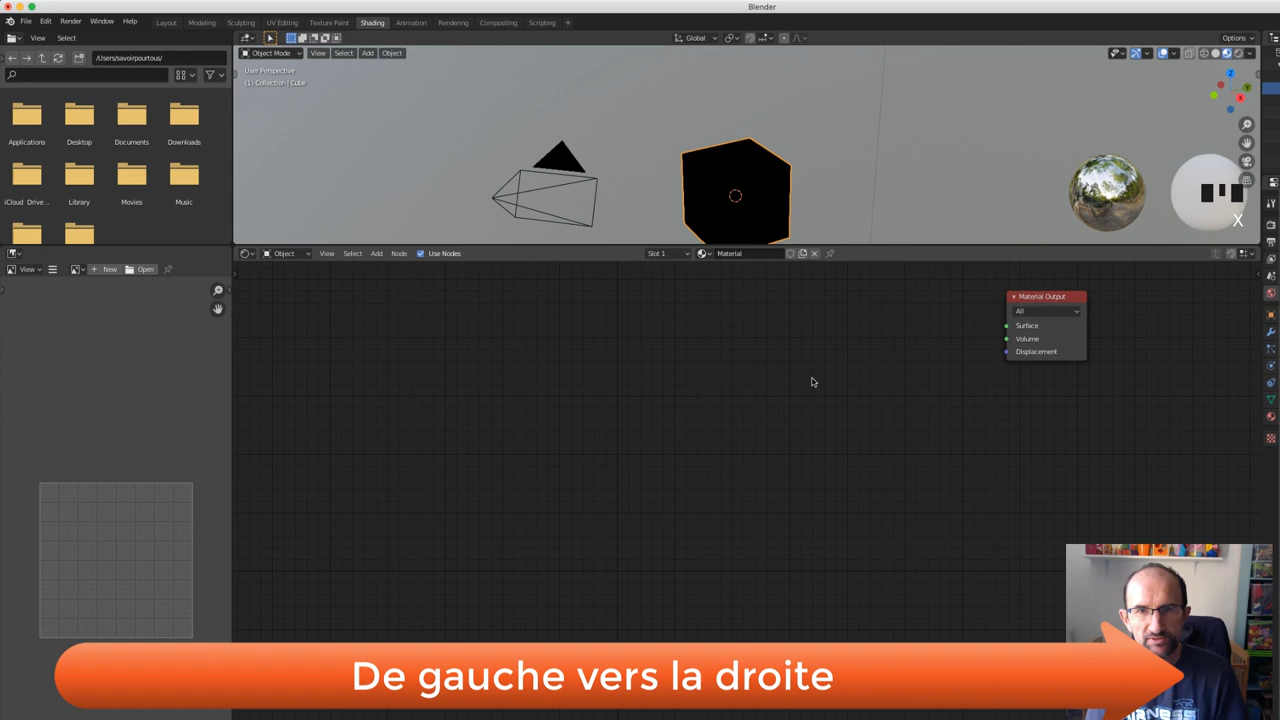 Blender
File Edit Render Window Help
Layout Modeling Sculpting UV Editing Texture Paint Shading Animation Rendering Compositing Scripting +
View Select
/Users/savoirpourtous/
Global
Options
Object Mode View Select Add Object
User Perspective
(1) Collection | Cube
Applications Desktop Documents Downloads
iCloud Drive .. Library Movies Music
X
Object View Select Add Node Use Nodes Slot 1 Material
View New Open
Material Output
All
Surface
Volume
Displacement
De gauche vers la droite